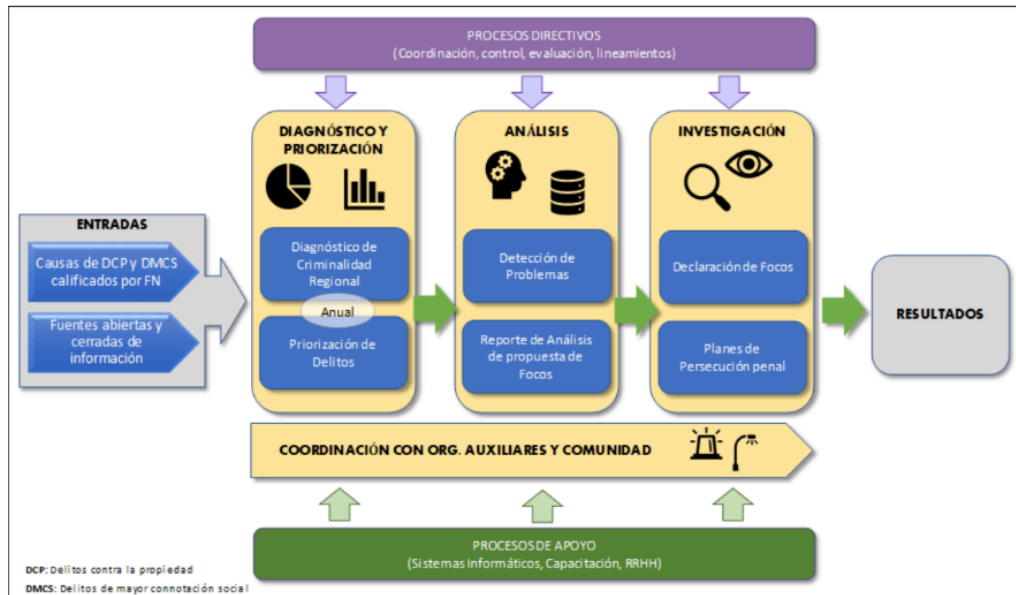 PROCESOS DIRECTIVOS
(Coordinación, control, evaluación, lineamientos)
DIAGNÓSTICO Y
PRIORIZACIÓN
ANÁLISIS
INVESTIGACIÓN
ENTRADAS
Causas de DCP y DMCS
calificados por FN
Fuentes abiertas y
cerradas de
información
Diagnóstico de
Criminalidad
Regional
Anual
Priorización de
Delitos
Detección de
Problemas
Reporte de Análisis
de propuesta de
Focos
Declaración de Focos
Planes de
Persecución penal
RESULTADOS
COORDINACIÓN CON ORG. AUXILIARES Y COMUNIDAD
PROCESOS DE APOYO
(Sistemas Informáticos, Capacitación, RRHH)
DCP: Delitos contra la propiedad
DMCS: Delitos de mayor connotación social